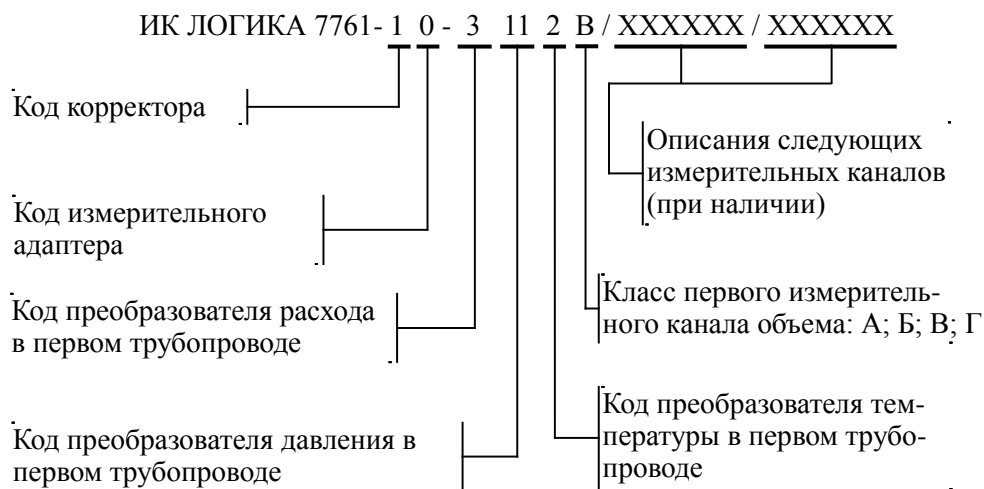 ИК ЛОГИКА 7761- 1 0 - 3 11 2 В / XXXXXX / XXXXXX
Код корректора
Описания следующих
измерительных каналов
(при наличии)
Код измерительного
адаптера
Класс первого измеритель-
ного канала объема: А; Б; В; Г
Код преобразователя расхода
в первом трубопроводе
Код преобразователя тем-
пературы в первом трубо-
проводе
Код преобразователя давления в
первом трубопроводе